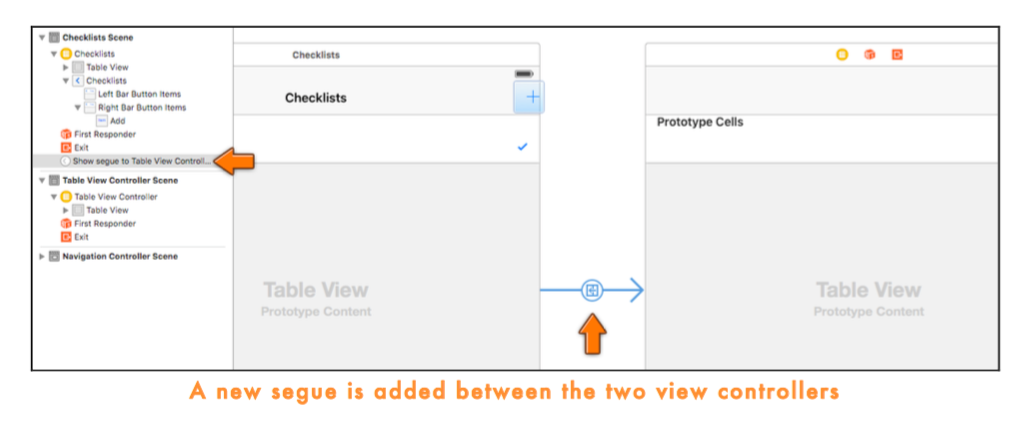 Checklists Scene
Checklists
Table View
Checklists
Left Bar Button Items
Right Bar Button Items
Add
First Responder
Exit
Show segue to Table View Controll...
Table View Controller Scene
Table View Controller
Table View
First Responder
Exit
Navigation Controller Scene
Checklists
Checklists
Table View
Prototype Content
Prototype Cells
Table View
Prototype Content
A new segue is added between the two view controllers